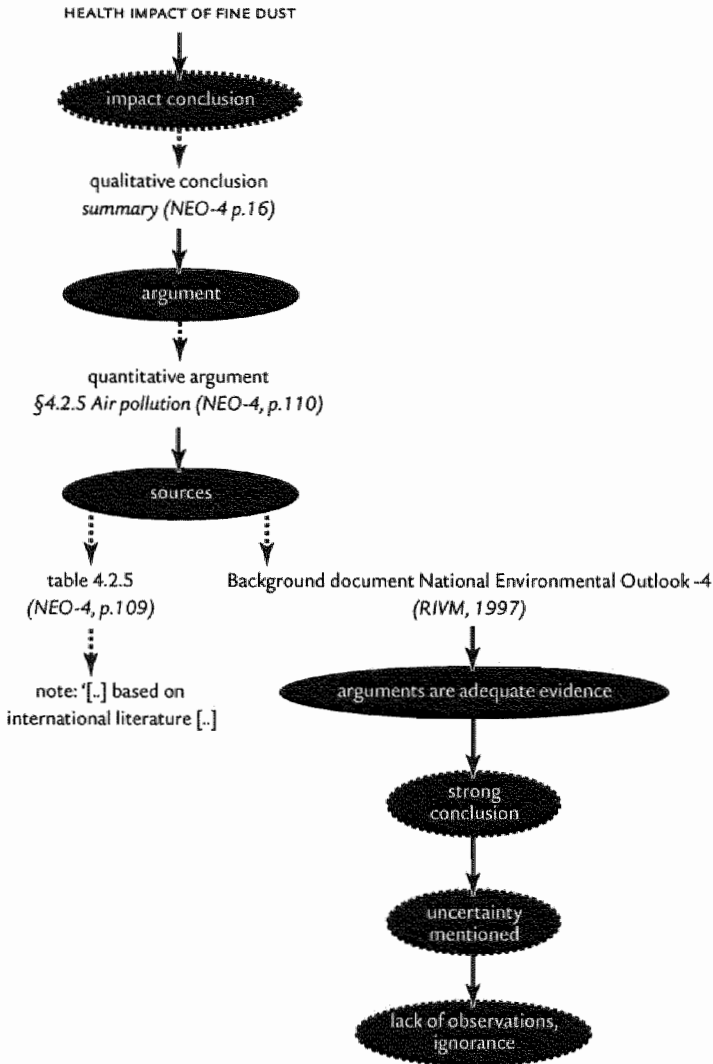 HEALTH IMPACT OF FINE DUST
impact conclusion
qualitative conclusion
summary (NEO-4 p.16)
argument
quantitative argument
§4.2.5 Air pollution (NEO-4, p.110)
sources
table 4.2.5
(NEO-4, p.109)
note: '[..] based on
international literature [..]
Background document National Environmental Outlook -4
(RIVM, 1997)
arguments are adequate evidence
strong
conclusion
uncertainty
mentioned
lack of observations,
ignorance